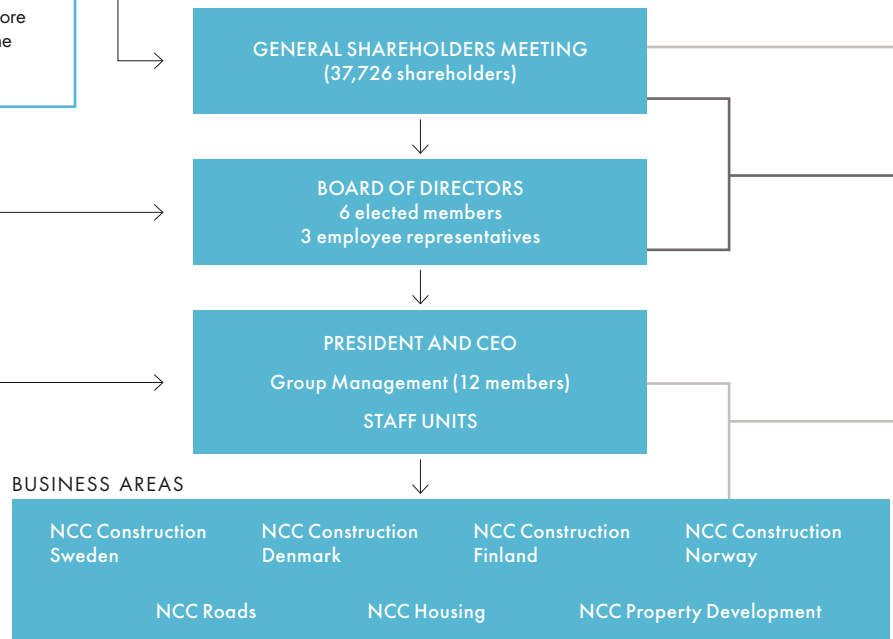 GENERAL SHAREHOLDERS MEETING
(37,726 shareholders)
BOARD OF DIRECTORS
6 elected members
3 employee representatives
PRESIDENT AND CEO
Group Management (12 members)
STAFF UNITS
BUSINESS AREAS
NCC Construction Sweden
NCC Construction Denmark
NCC Construction Finland
NCC Construction Norway
NCC Roads
NCC Housing
NCC Property Development